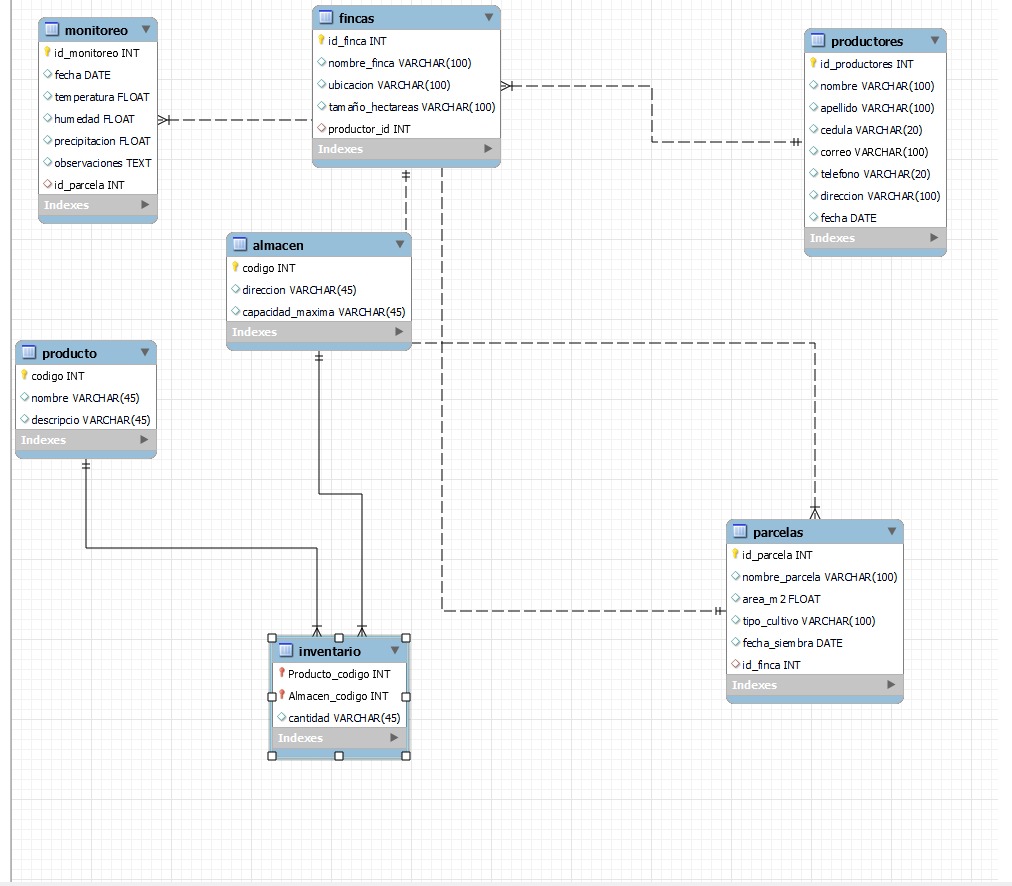 monitoreo
id_monitoreo INT
fecha DATE
temperatura FLOAT
humedad FLOAT
precipitacion FLOAT
observaciones TEXT
id_parcela INT
Indexes
fincas
id_finca INT
nombre_finca VARCHAR(100)
ubicacion VARCHAR(100)
tamaño_hectareas VARCHAR(100)
productor_id INT
Indexes
productores
id_productores INT
nombre VARCHAR(100)
apellido VARCHAR(100)
cedula VARCHAR(20)
correo VARCHAR(100)
telefono VARCHAR(20)
direccion VARCHAR(100)
fecha DATE
Indexes
almacen
codigo INT
direccion VARCHAR(45)
capacidad_maxima VARCHAR(45)
Indexes
producto
codigo INT
nombre VARCHAR(45)
descripcio VARCHAR(45)
Indexes
parcelas
id_parcela INT
nombre_parcela VARCHAR(100)
area_m2 FLOAT
tipo_cultivo VARCHAR(100)
fecha_siembra DATE
id_finca INT
Indexes
inventario
Producto_codigo INT
Almacen_codigo INT
cantidad VARCHAR(45)
Indexes